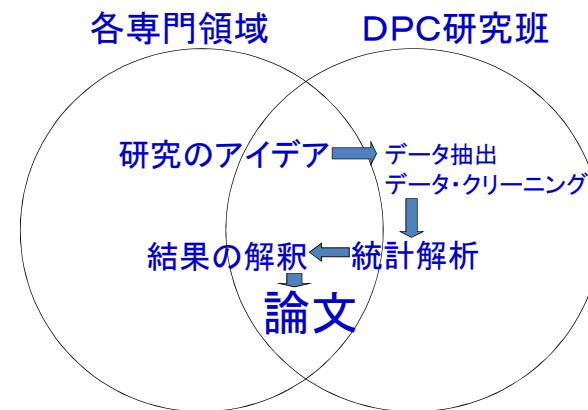 各専門領域
DPC研究班
研究のアイデア
データ抽出
データ・クリーニング
統計解析
結果の解釈
論文